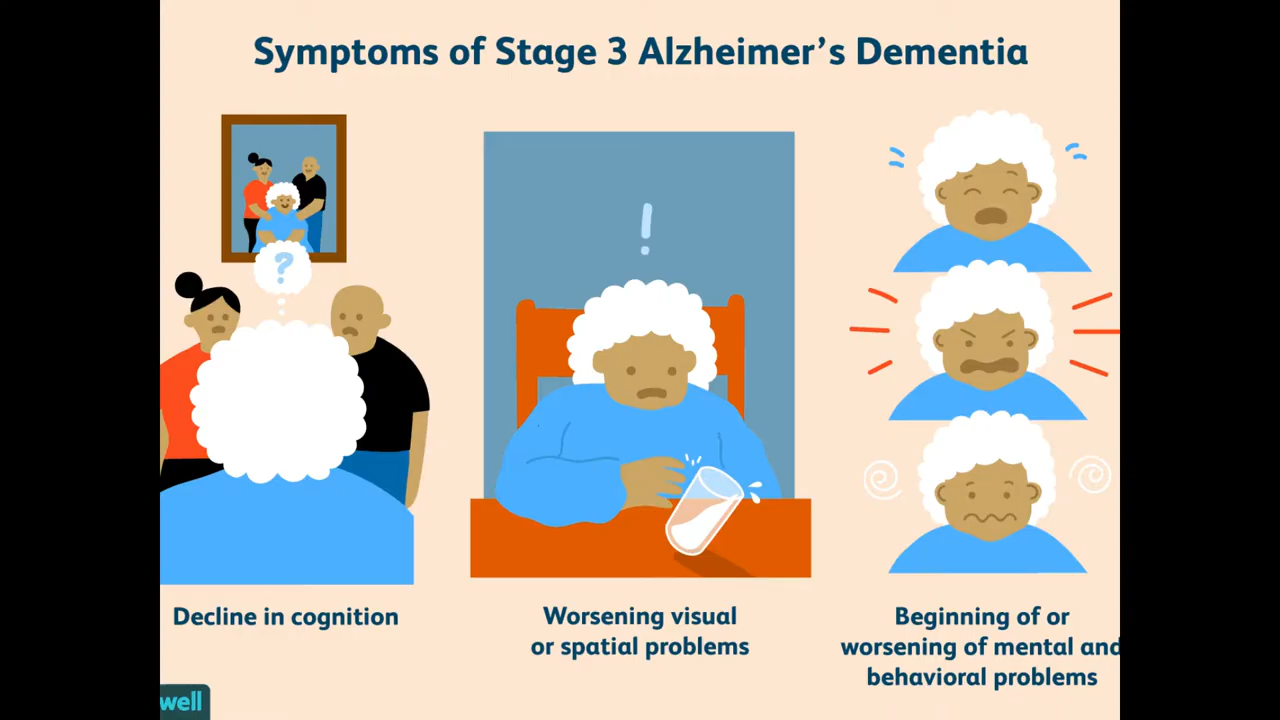 Symptoms of Stage 3 Alzheimer's Dementia
?
!
Decline in cognition
Worsening visual
or spatial problems
Beginning of or
worsening of mental and
behavioral problems
well